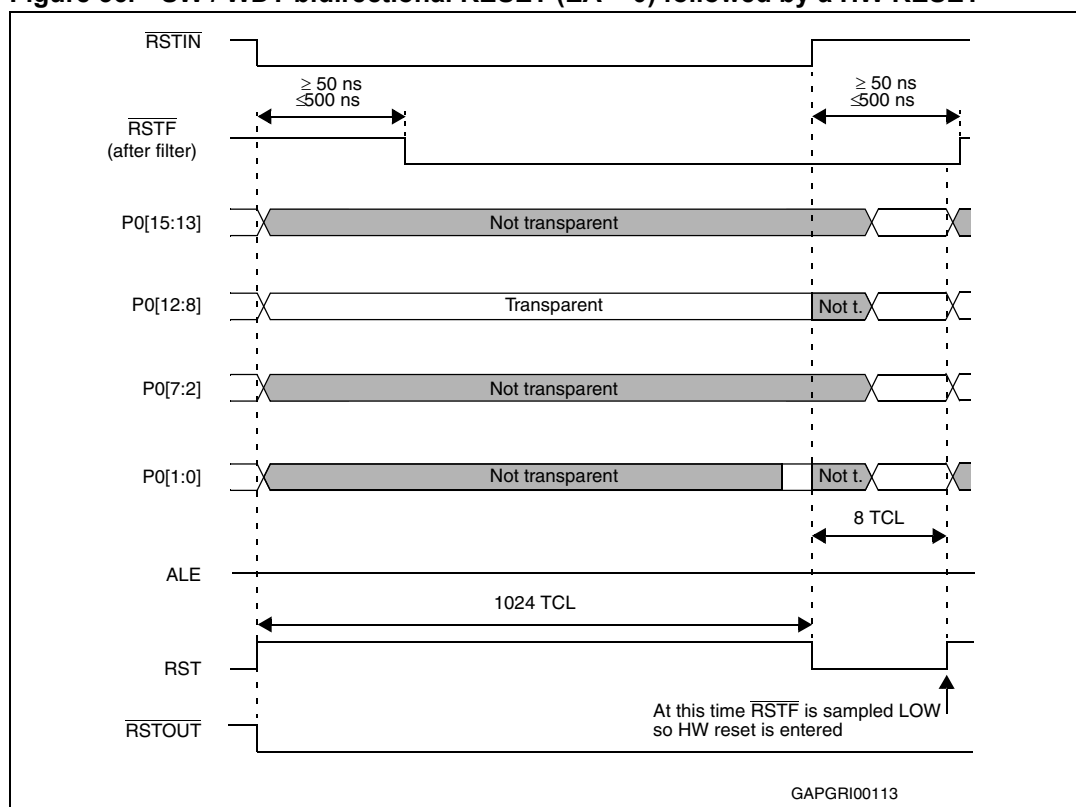 RSTIN
≥ 50 ns
≤500 ns
≥ 50 ns
≤500 ns
RSTF
(after filter)
P0[15:13]
Not transparent
P0[12:8]
Transparent
Not t.
P0[7:2]
Not transparent
P0[1:0]
Not transparent
Not t.
8 TCL
ALE
1024 TCL
RST
At this time RSTF is sampled LOW
so HW reset is entered
RSTOUT
GAPGRI00113